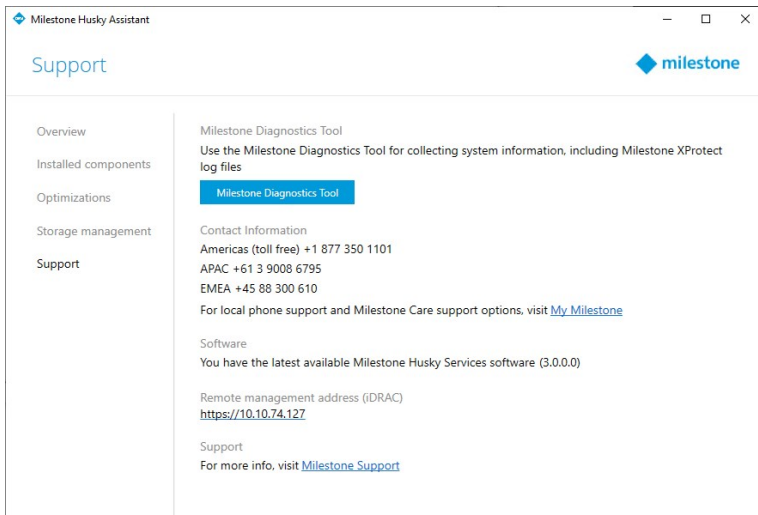 Milestone Husky Assistant
Support
milestone
Overview
Installed components
Optimizations
Storage management
Support
Milestone Diagnostics Tool
Use the Milestone Diagnostics Tool for collecting system information, including Milestone XProtect
log files
Milestone Diagnostics Tool
Contact Information
Americas (toll free) +1 877 350 1101
APAC +61 3 9008 6795
EMEA +45 88 300 610
For local phone support and Milestone Care support options, visit My Milestone
Software
You have the latest available Milestone Husky Services software (3.0.0.0)
Remote management address (iDRAC)
https://10.10.74.127
Support
For more info, visit Milestone Support